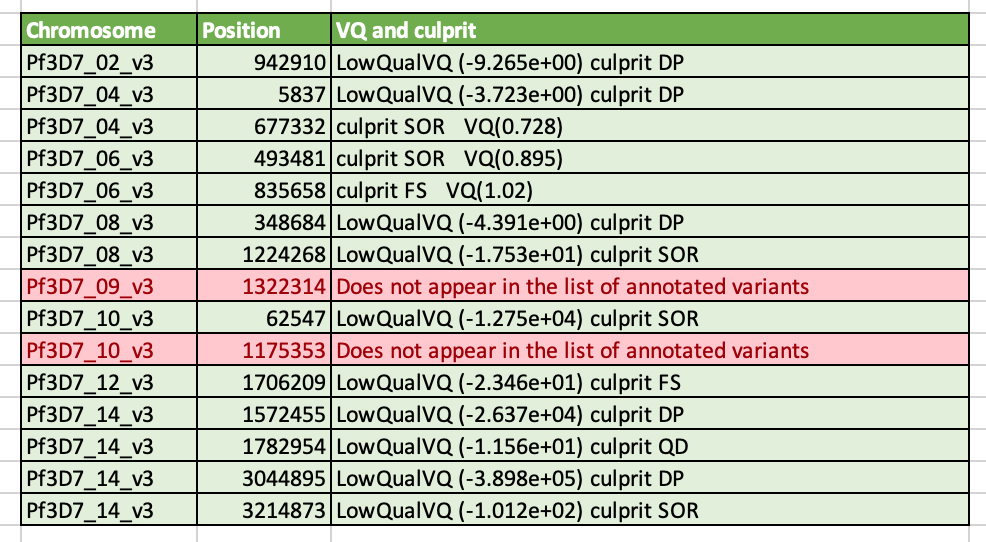 Chromosome Position VQ and culprit
Pf3D7_02_v3 942910 LowQualVQ (-9.265e+00) culprit DP
Pf3D7_04_v3 5837 LowQualVQ (-3.723e+00) culprit DP
Pf3D7_04_v3 677332 culprit SOR VQ(0.728)
Pf3D7_06_v3 493481 culprit SOR VQ(0.895)
Pf3D7_06_v3 835658 culprit FS VQ(1.02)
Pf3D7_08_v3 348684 LowQualVQ (-4.391e+00) culprit DP
Pf3D7_08_v3 1224268 LowQualVQ (-1.753e+01) culprit SOR
Pf3D7_09_v3 1322314 Does not appear in the list of annotated variants
Pf3D7_10_v3 62547 LowQualVQ (-1.275e+04) culprit SOR
Pf3D7_10_v3 1175353 Does not appear in the list of annotated variants
Pf3D7_12_v3 1706209 LowQualVQ (-2.346e+01) culprit FS
Pf3D7_14_v3 1572455 LowQualVQ (-2.637e+04) culprit DP
Pf3D7_14_v3 1782954 LowQualVQ (-1.156e+01) culprit QD
Pf3D7_14_v3 3044895 LowQualVQ (-3.898e+05) culprit DP
Pf3D7_14_v3 3214873 LowQualVQ (-1.012e+02) culprit SOR